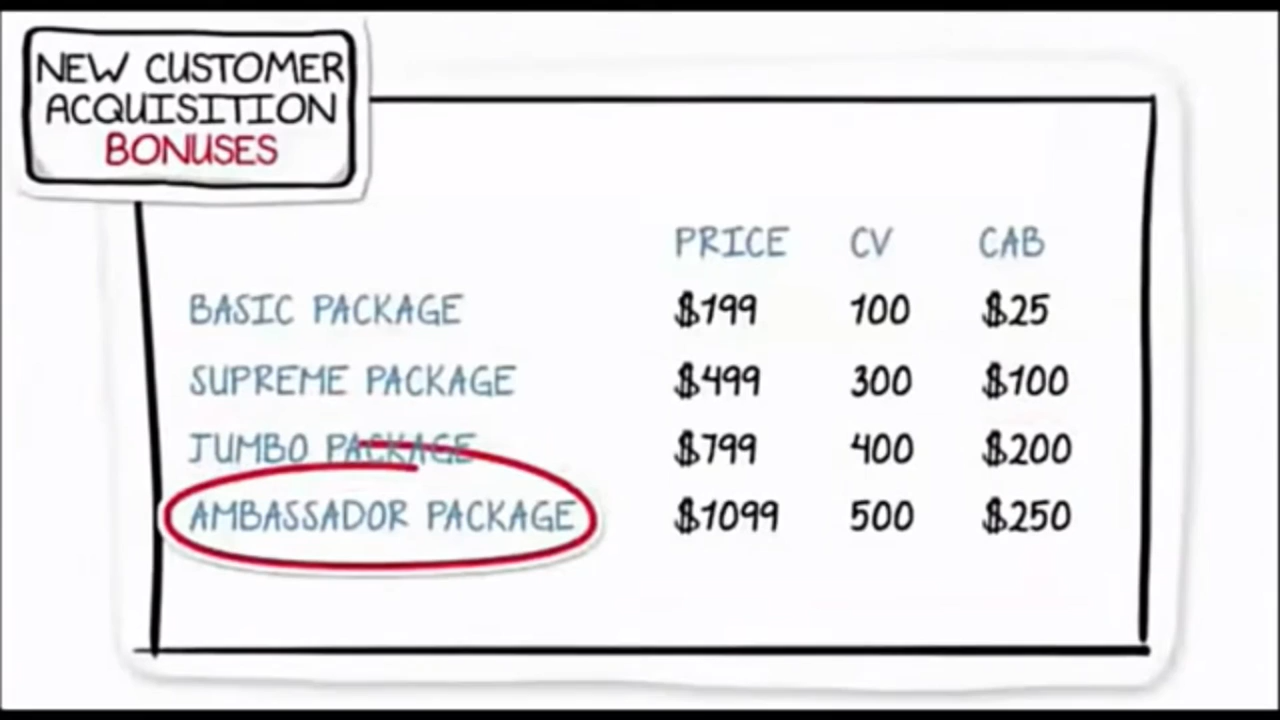 NEW CUSTOMER
ACQUISITION
BONUSES
PRICE CV CAB
BASIC PACKAGE $199 100 $25
SUPREME PACKAGE $499 300 $100
JUMBO PACKAGE $799 400 $200
AMBASSADOR PACKAGE $1099 500 $250